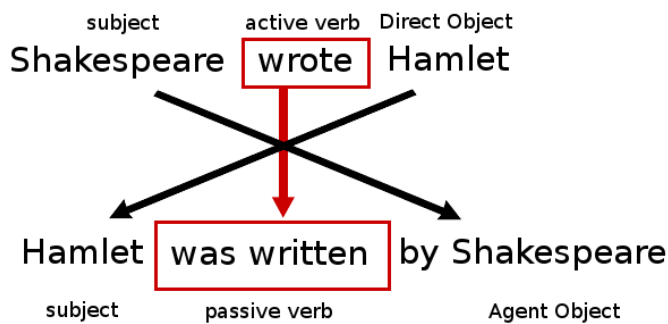 subject active verb Direct Object
Shakespeare wrote Hamlet
Hamlet was written by Shakespeare
subject passive verb Agent Object